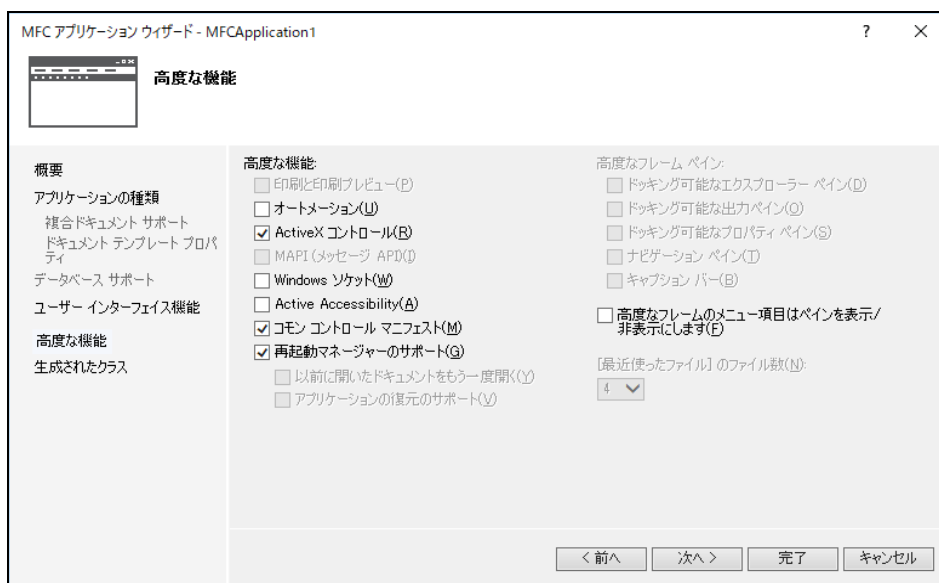 MFC アプリケーション ウィザード - MFCApplication1
?
高度な機能
概要
アプリケーションの種類
複合ドキュメント サポート
ドキュメント テンプレート プロパ
ティ
データベース サポート
ユーザー インターフェイス機能
高度な機能
生成されたクラス
高度な機能:
印刷と印刷プレビュー(P)
オートメーション(U)
ActiveX コントロール(R)
MAPI (メッセージ API)(I)
Windows ソケット(W)
Active Accessibility(A)
コモン コントロール マニフェスト(M)
再起動マネージャーのサポート(G)
以前に開いたドキュメントをもう一度開く(Y)
アプリケーションの復元のサポート(V)
高度なフレーム ペイン:
ドッキング可能なエクスプローラー ペイン(D)
ドッキング可能な出力ペイン(O)
ドッキング可能なプロパティ ペイン(S)
ナビゲーション ペイン(T)
キャプション バー(B)
高度なフレームのメニュー項目はペインを表示/
非表示にします(F)
[最近使ったファイル] のファイル数(N):
4
< 前へ
次へ >
完了
キャンセル